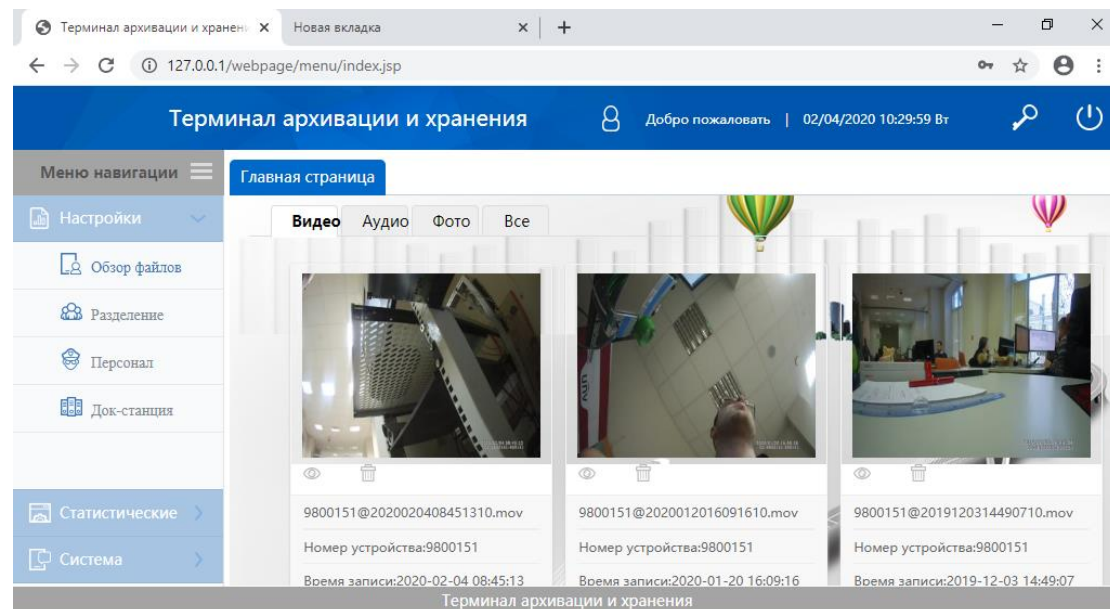 Терминал архивации и хранени
Новая вкладка
127.0.0.1/webpage/menu/index.jsp
Терминал архивации и хранения
Добро пожаловать | 02/04/2020 10:29:59 Вт
Меню навигации
Главная страница
Настройки
Видео Аудио Фото Все
Обзор файлов
Разделение
Персонал
Док-станция
Статистические
Система
9800151@2020020408451310.mov
Номер устройства:9800151
Время записи:2020-02-04 08:45:13
9800151@2020012016091610.mov
Номер устройства:9800151
Время записи:2020-01-20 16:09:16
9800151@2019120314490710.mov
Номер устройства:9800151
Время записи:2019-12-03 14:49:07
Терминал архивации и хранения